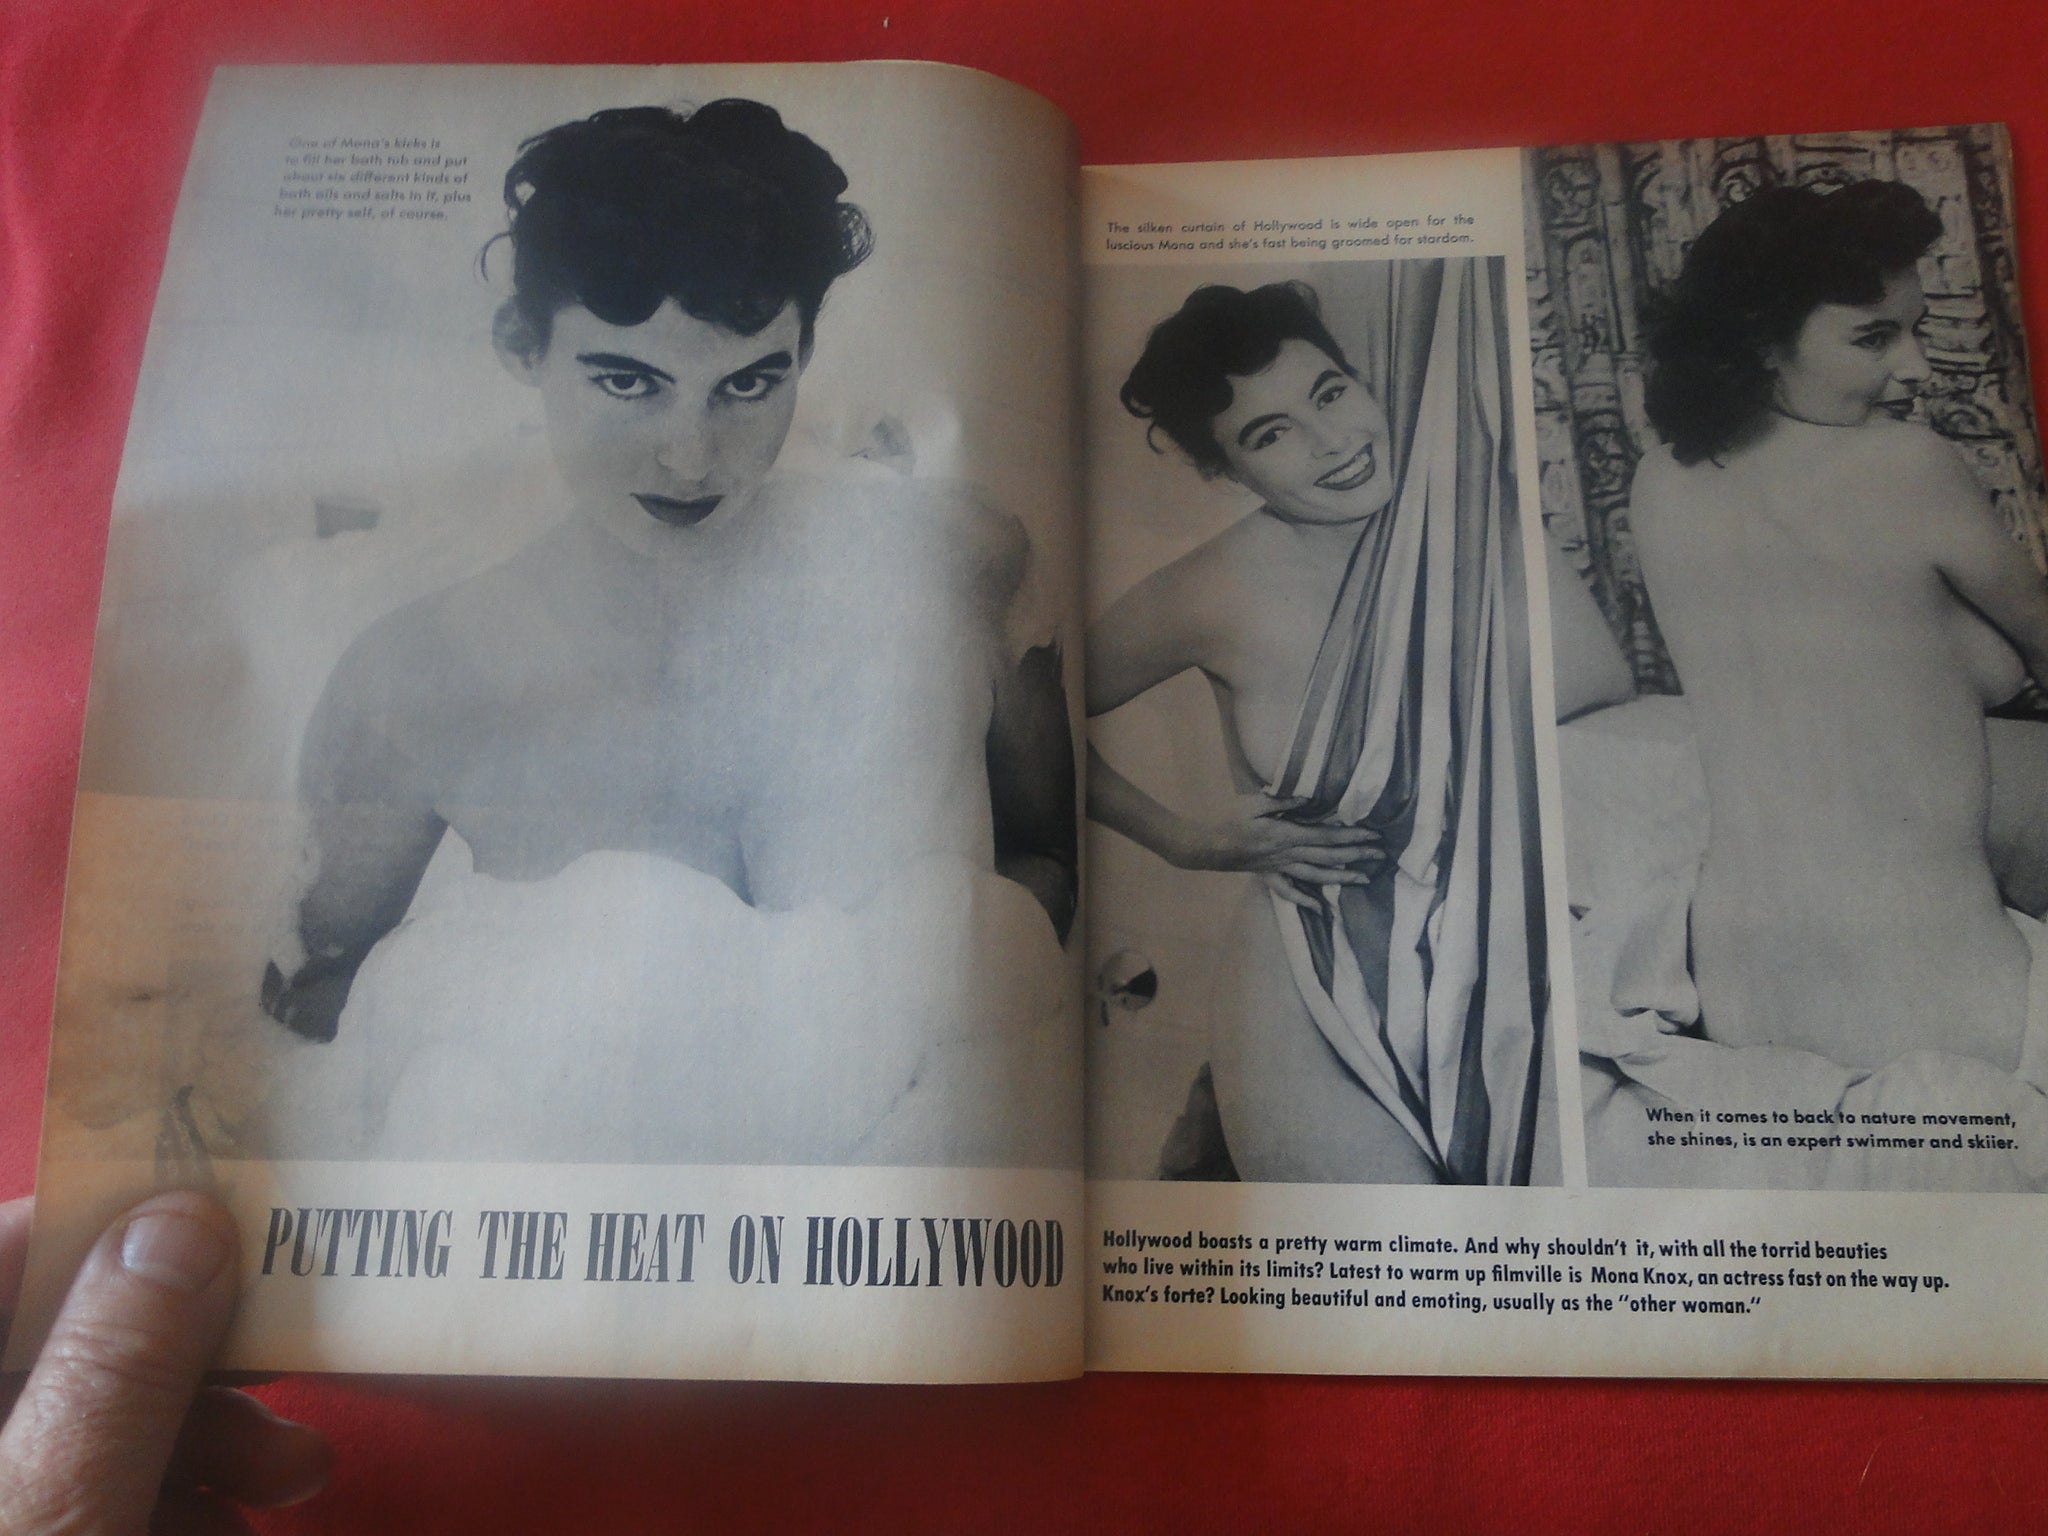 One of Mona's kicks is
to fill her bath tub and put
about six different kinds of
bath oils and salts in it, plus
her pretty self, of course.
PUTTING THE HEAT ON HOLLYWOOD
The silken curtain of Hollywood is wide open for the
luscious Mona and she's fast being groomed for stardom.
When it comes to back to nature movement,
she shines, is an expert swimmer and skiier.
Hollywood boasts a pretty warm climate. And why shouldn't it, with all the torrid beauties
who live within its limits? Latest to warm up filmville is Mona Knox, an actress fast on the way up.
Knox's forte? Looking beautiful and emoting, usually as the "other woman."